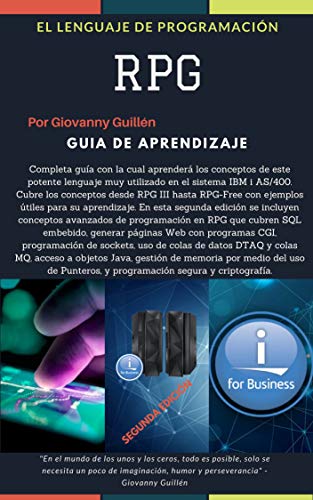 EL LENGUAJE DE PROGRAMACIÓN
RPG
Por Giovanny Guillén
GUIA DE APRENDIZAJE
Completa guía con la cual aprenderá los conceptos de este
potente lenguaje muy utilizado en el sistema IBM i AS/400.
Cubre los conceptos desde RPG III hasta RPG-Free con ejemplos
útiles para su aprendizaje. En esta segunda edición se incluyen
conceptos avanzados de programación en RPG que cubren SQL
embebido, generar páginas Web con programas CGI,
programación de sockets, uso de colas de datos DTAQ y colas
MQ, acceso a objetos Java, gestión de memoria por medio del uso
de Punteros, y programación segura y criptografía.
i
for Business
SEGUNDA EDICIÓN
i
for Business
"En el mundo de los unos y los ceros, todo es posible, solo se
necesita un poco de imaginación, humor y perseverancia" -
Giovanny Guillén